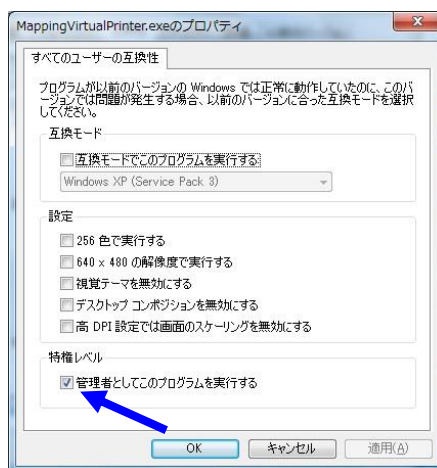 MappingVirtualPrinter.exeのプロパティ
すべてのユーザーの互換性
プログラムが以前のバージョンの Windows では正常に動作していたのに、このバ
ージョンでは問題が発生する場合、以前のバージョンに合った互換モードを選択
してください。
互換モード
互換モードでこのプログラムを実行する:
Windows XP (Service Pack 3)
設定
256 色で実行する
640 x 480 の解像度で実行する
視覚テーマを無効にする
デスクトップ コンポジションを無効にする
高 DPI 設定では画面のスケーリングを無効にする
特権レベル
管理者としてこのプログラムを実行する
OK キャンセル 適用(A)